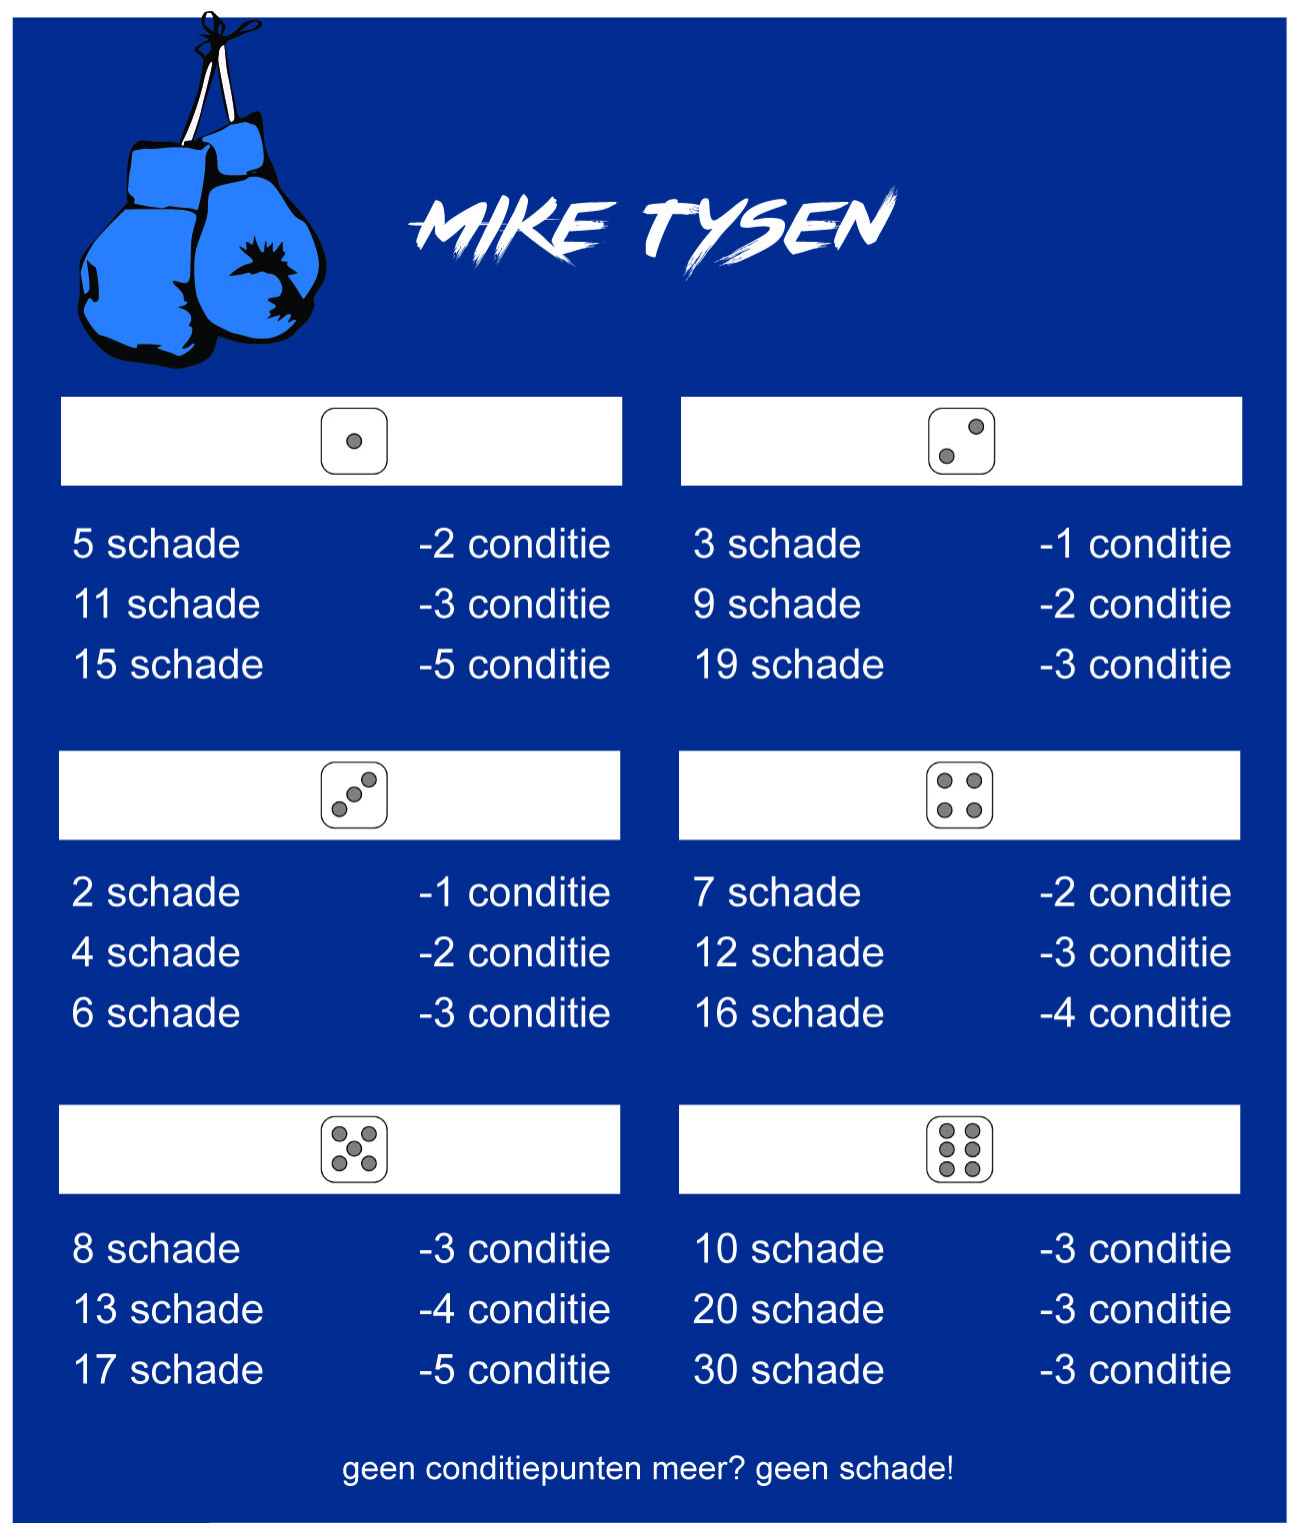 MIKE TYSEN
5 schade -2 conditie
11 schade -3 conditie
15 schade -5 conditie
3 schade -1 conditie
9 schade -2 conditie
19 schade -3 conditie
2 schade -1 conditie
4 schade -2 conditie
6 schade -3 conditie
7 schade -2 conditie
12 schade -3 conditie
16 schade -4 conditie
8 schade -3 conditie
13 schade -4 conditie
17 schade -5 conditie
10 schade -3 conditie
20 schade -3 conditie
30 schade -3 conditie
geen conditiepunten meer? geen schade!